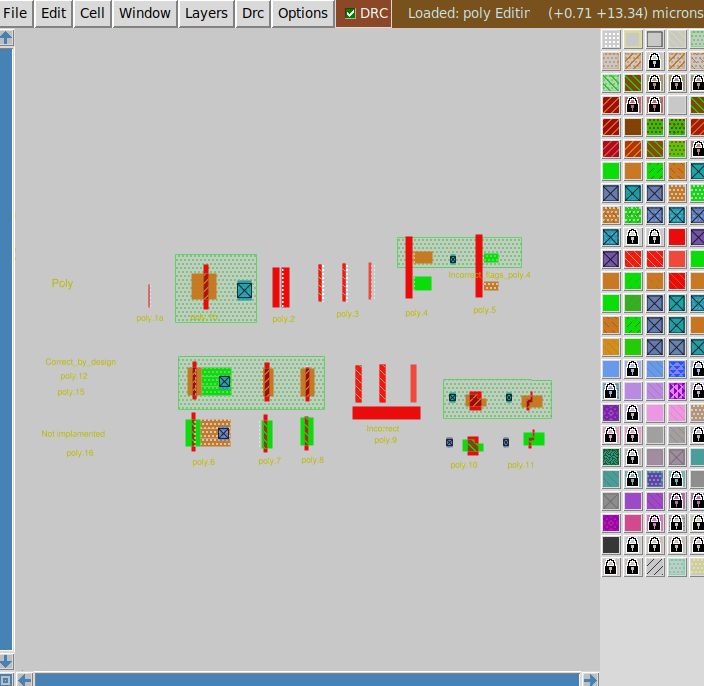 File Edit Cell Window Layers Drc Options DRC Loaded: poly Editir (+0.71 +13.34) microns
Poly
poly.1a
poly.1b
poly.2
poly.3
Incorrect_flags_poly.4
poly.4
poly.5
Correct_by_design
poly.12
poly.15
Not implemented
poly.16
poly.6
poly.7
poly.8
Incorrect
poly.9
poly.10
poly.11